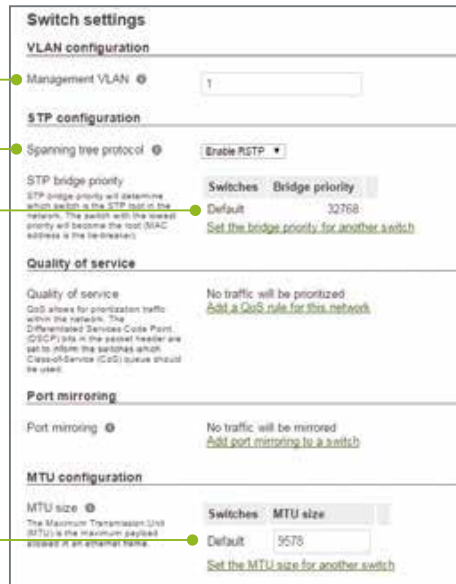 Switch settings
VLAN configuration
Management VLAN
1
STP configuration
Spanning tree protocol
Enable RSTP
STP bridge priority
STP bridge priority will determine
which switch is the STP root in the
network. The switch with the lowest
priority will become the root (MAC
address is the tie-breaker).
Switches Bridge priority
Default 32768
Set the bridge priority for another switch
Quality of service
Quality of service
QoS allows for prioritization traffic
within the network. The
Differentiated Services Code Point
(DSCP) bits in the packet header are
set to inform the switches which
Class-of-Service (CoS) queue should
be used.
No traffic will be prioritized
Add a QoS rule for this network
Port mirroring
Port mirroring
No traffic will be mirrored
Add port mirroring to a switch
MTU configuration
MTU size
The Maximum Transmission Unit
(MTU) is the maximum payload
allowed in an ethernet frame.
Switches MTU size
Default 9578
Set the MTU size for another switch